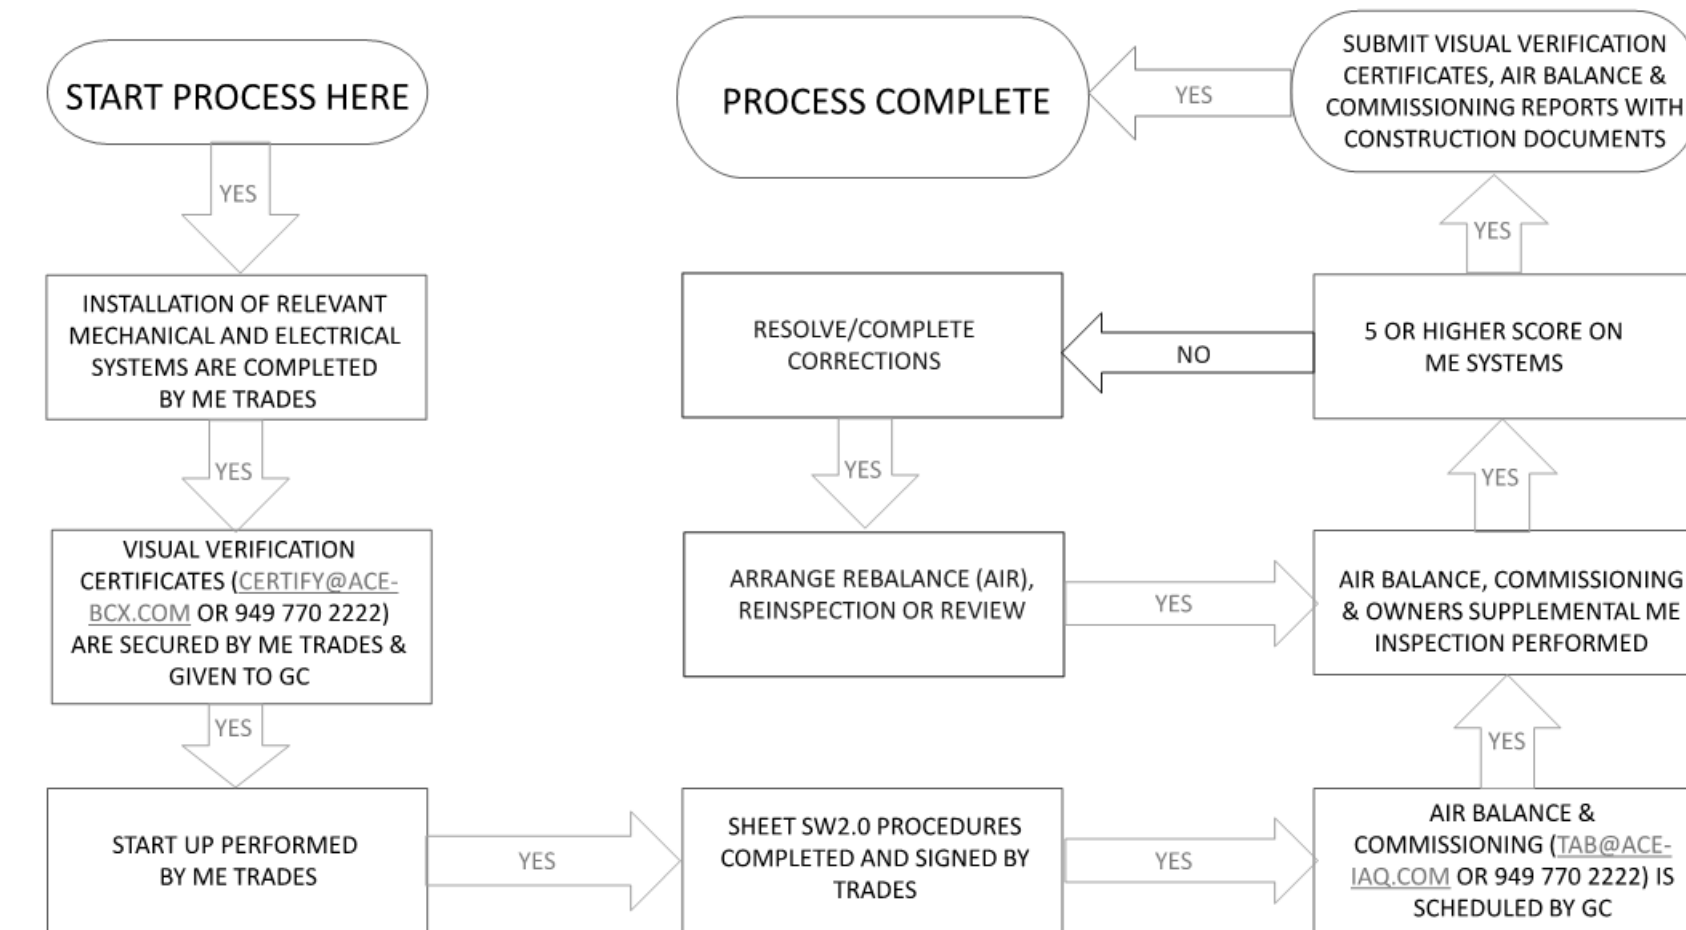 START PROCESS HERE
YES
INSTALLATION OF RELEVANT
MECHANICAL AND ELECTRICAL
SYSTEMS ARE COMPLETED
BY ME TRADES
YES
VISUAL VERIFICATION
CERTIFICATES (CERTIFY@ACE-
BCX.COM OR 949 770 2222)
ARE SECURED BY ME TRADES &
GIVEN TO GC
YES
START UP PERFORMED
BY ME TRADES
YES
SHEET SW2.0 PROCEDURES
COMPLETED AND SIGNED BY
TRADES
YES
AIR BALANCE &
COMMISSIONING (TAB@ACE-
IAQ.COM OR 949 770 2222) IS
SCHEDULED BY GC
YES
AIR BALANCE, COMMISSIONING
& OWNERS SUPPLEMENTAL ME
INSPECTION PERFORMED
YES
5 OR HIGHER SCORE ON
ME SYSTEMS
NO
RESOLVE/COMPLETE
CORRECTIONS
YES
ARRANGE REBALANCE (AIR),
REINSPECTION OR REVIEW
YES
YES
SUBMIT VISUAL VERIFICATION
CERTIFICATES, AIR BALANCE &
COMMISSIONING REPORTS WITH
CONSTRUCTION DOCUMENTS
YES
PROCESS COMPLETE